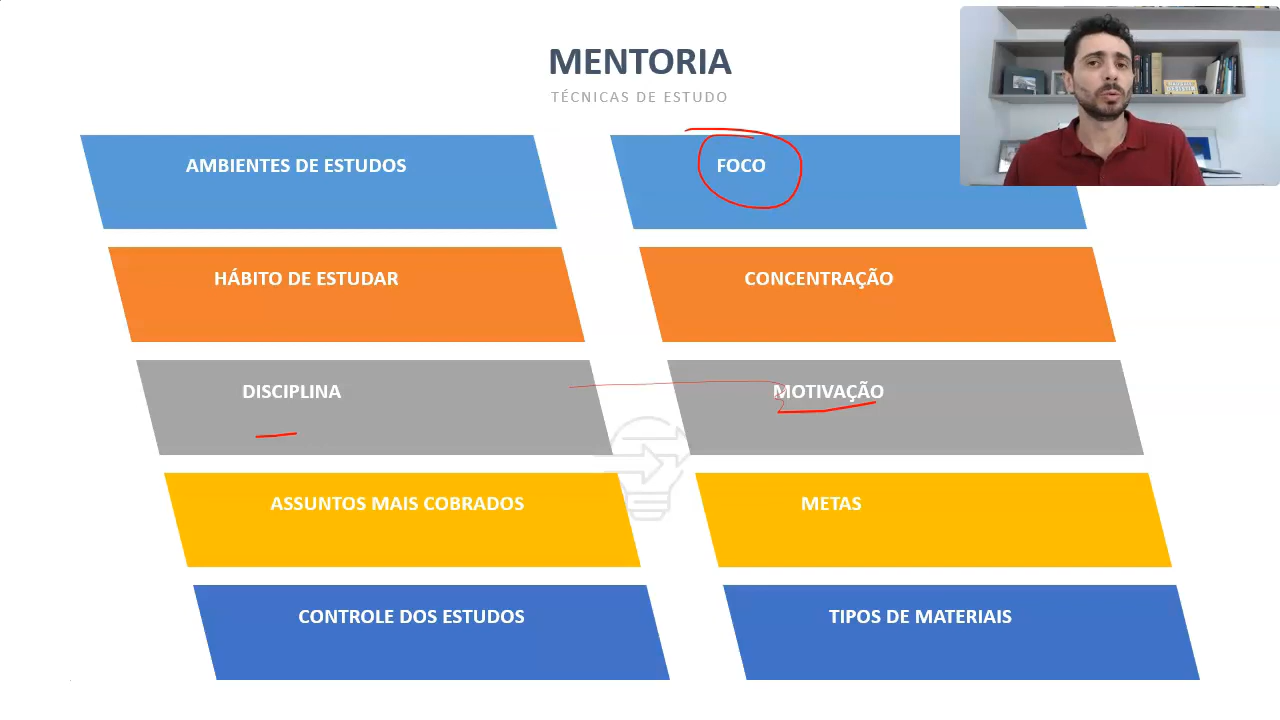 MENTORIA
TÉCNICAS DE ESTUDO
AMBIENTES DE ESTUDOS
FOCO
HÁBITO DE ESTUDAR
CONCENTRAÇÃO
DISCIPLINA
MOTIVAÇÃO
ASSUNTOS MAIS COBRADOS
METAS
CONTROLE DOS ESTUDOS
TIPOS DE MATERIAIS